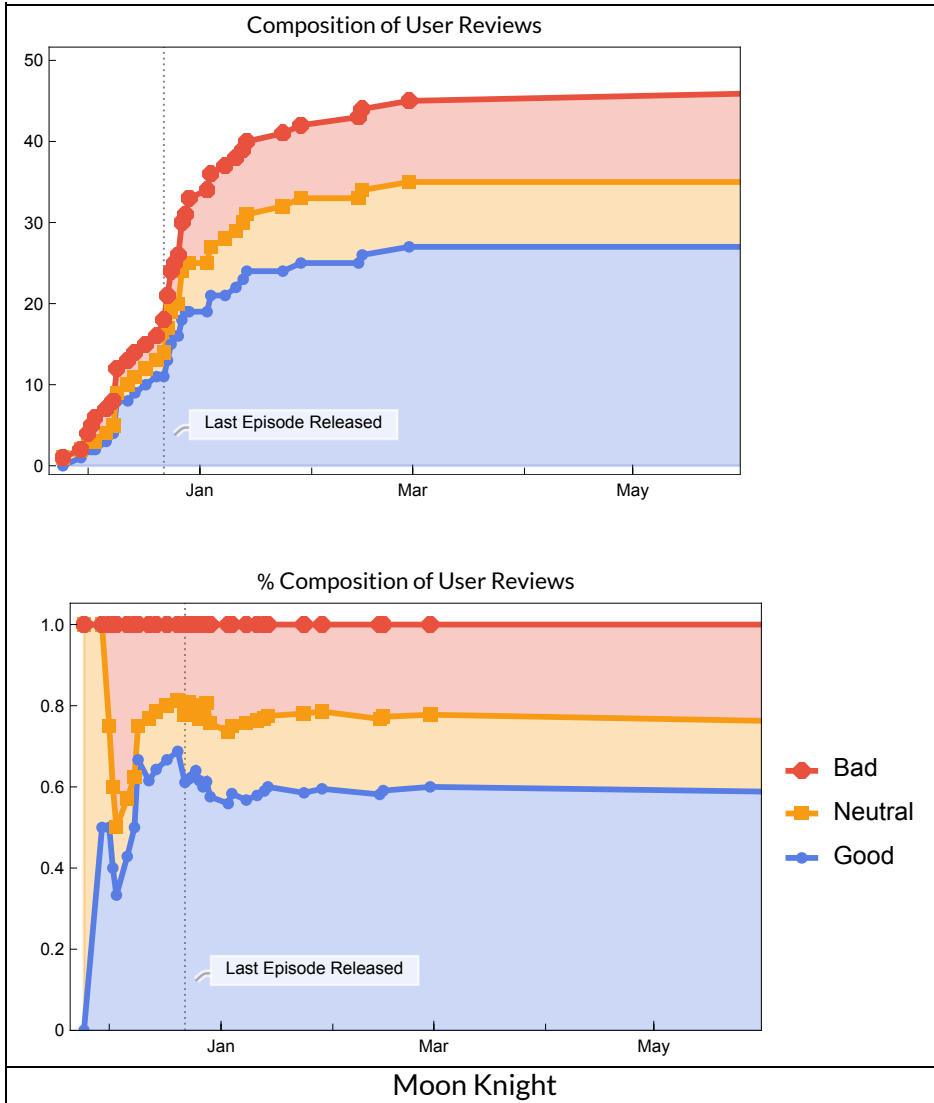 Composition of User Reviews
50
40
30
20
10
0
Last Episode Released
Jan
Mar
May
% Composition of User Reviews
1.0
0.8
0.6
0.4
0.2
0
Last Episode Released
Jan
Mar
May
Bad
Neutral
Good
Moon Knight